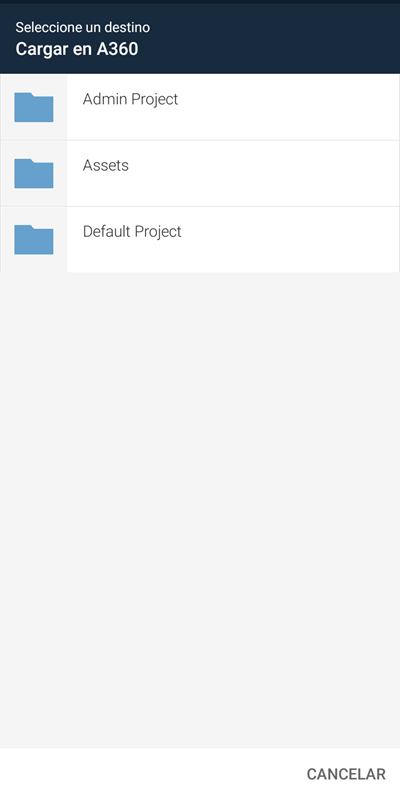 Seleccione un destino
Cargar en A360
Admin Project
Assets
Default Project
CANCELAR